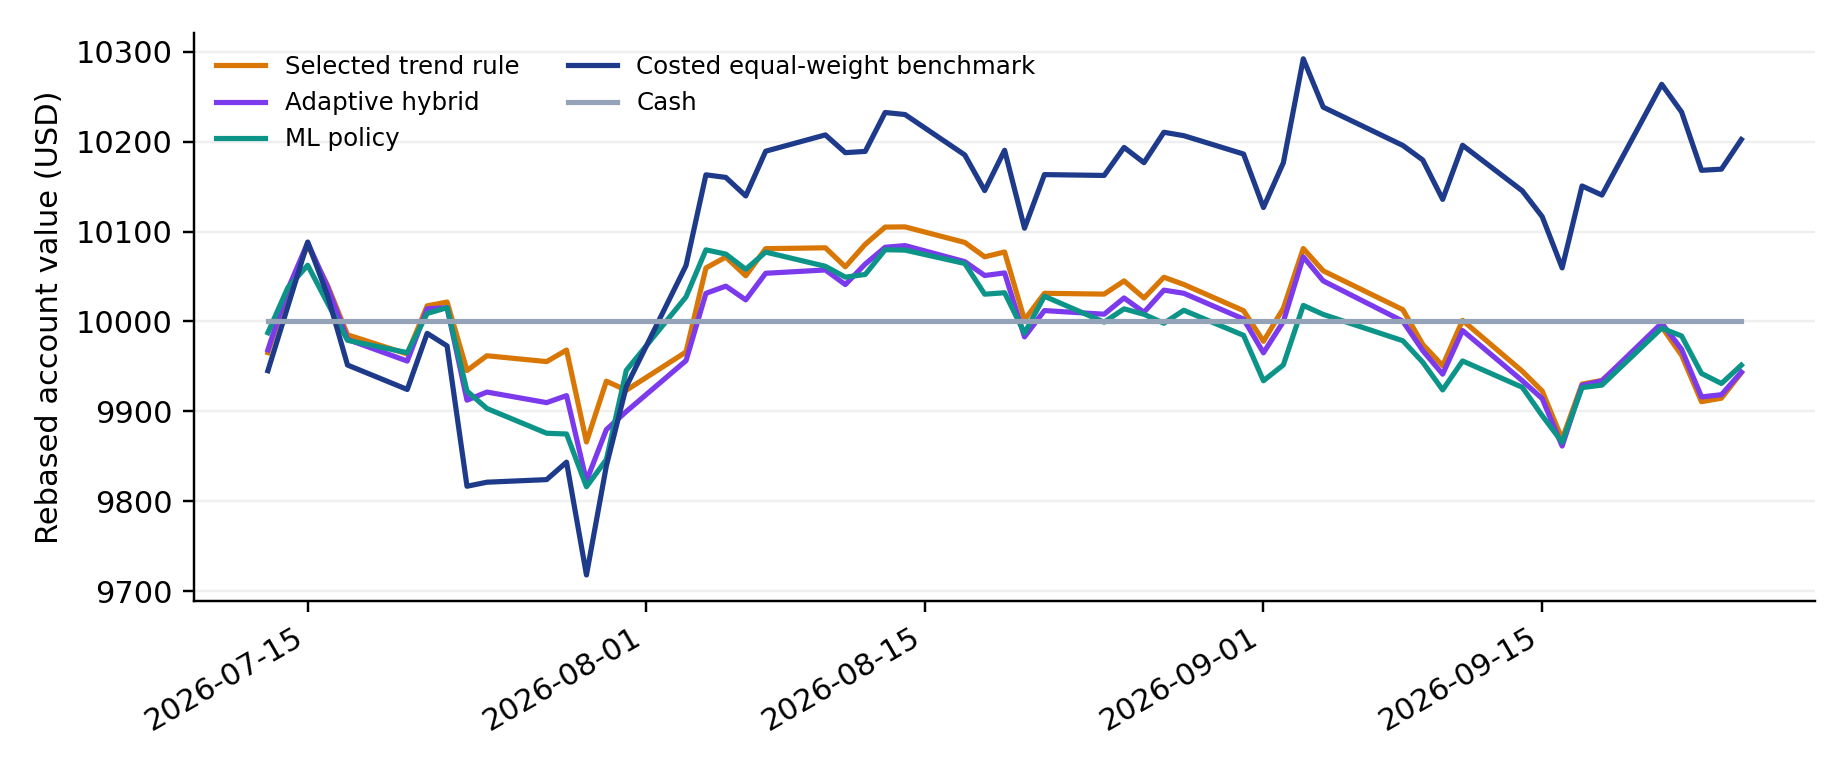 Selected trend rule
Adaptive hybrid
ML policy
Costed equal-weight benchmark
Cash
Rebased account value (USD)
10300
10200
10100
10000
9900
9800
9700
2026-07-15
2026-08-01
2026-08-15
2026-09-01
2026-09-15